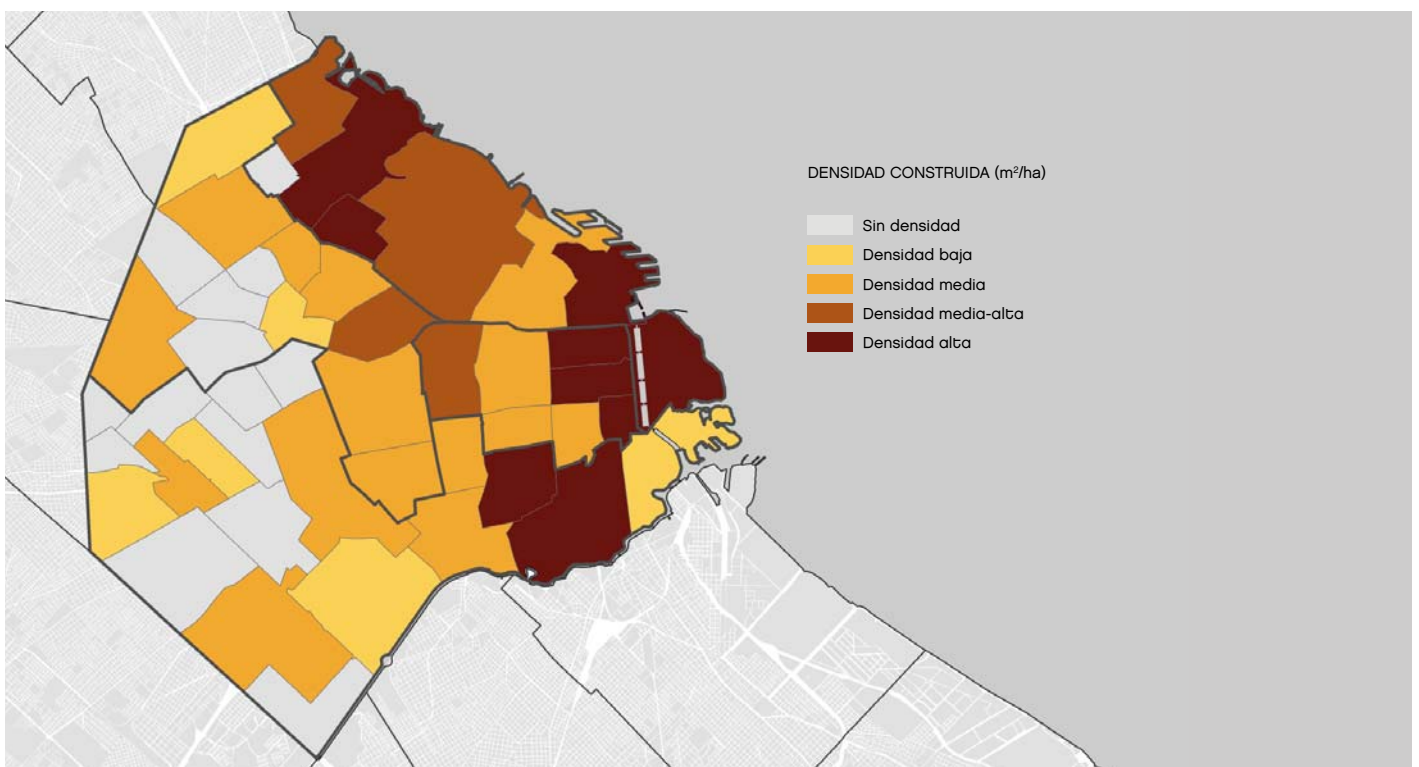 DENSIDAD CONSTRUIDA (m²/ha)
Sin densidad
Densidad baja
Densidad media
Densidad media-alta
Densidad alta